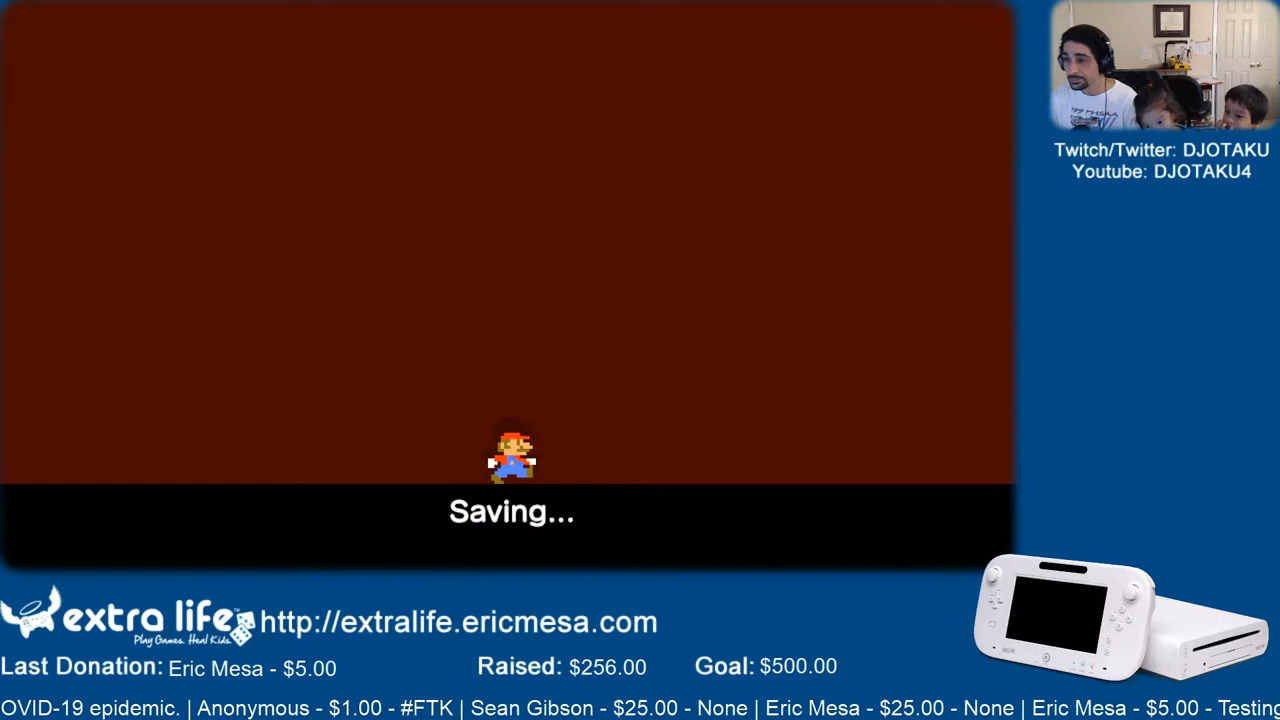 Twitch/Twitter: DJOTAKU
Youtube: DJOTAKU4
Saving...
extra life
Play Games. Heal Kids.
http://extralife.ericmesa.com
Last Donation: Eric Mesa - $5.00
Raised: $256.00
Goal: $500.00
OVID-19 epidemic. | Anonymous - $1.00 - #FTK | Sean Gibson - $25.00 - None | Eric Mesa - $25.00 - None | Eric Mesa - $5.00 - Testing